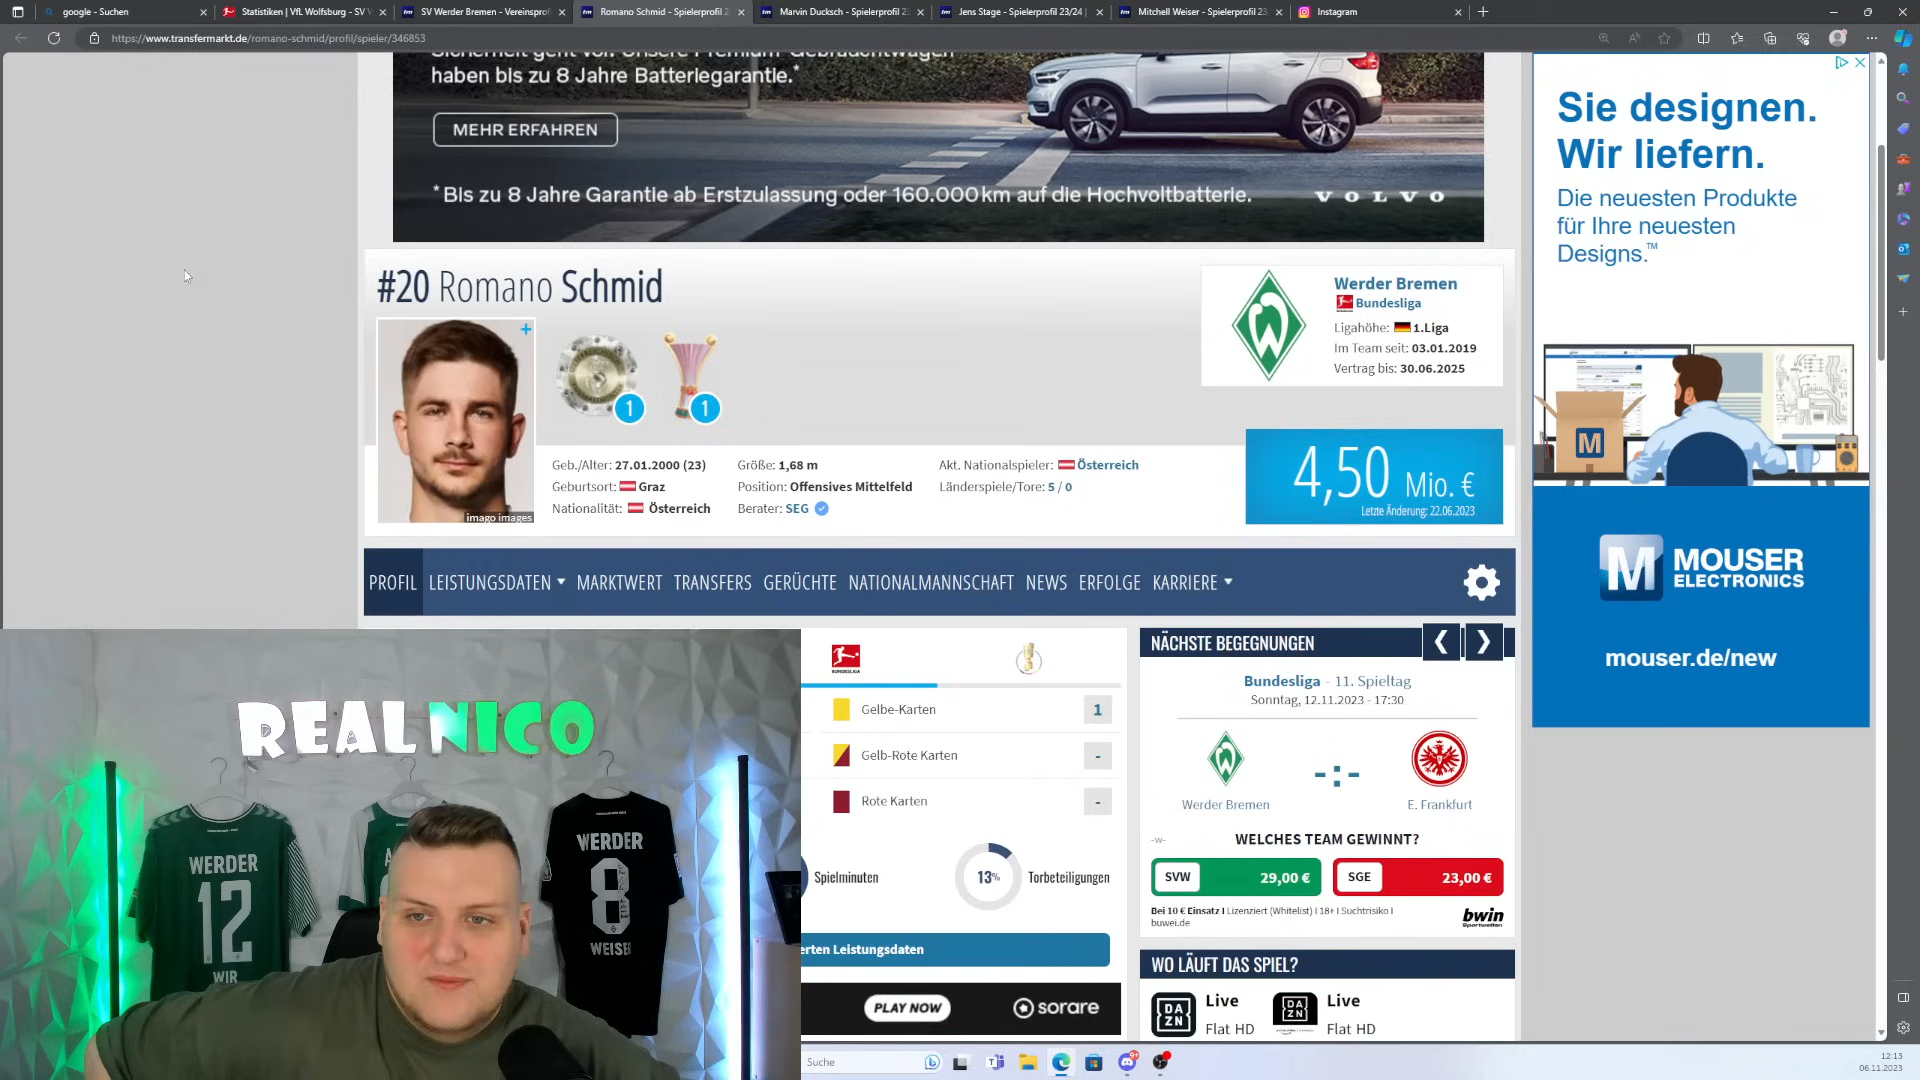 google - Suchen
Statistiken | VfL Wolfsburg - SV
SV Werder Bremen - Vereinsprof
Romano Schmid - Spielerprofil 2
Marvin Ducksch - Spielerprofil 2
Jens Stage - Spielerprofil 23/24 |
Mitchell Weiser - Spielerprofil 23
Instagram
https://www.transfermarkt.de/romano-schmid/profil/spieler/346853
haben bis zu 8 Jahre Batteriegarantie.*
MEHR ERFAHREN
*Bis zu 8 Jahre Garantie ab Erstzulassung oder 160.000 km auf die Hochvoltbatterie.
VOLVO
Sie designen.
Wir liefern.
Die neuesten Produkte
für Ihre neuesten
Designs.™
M
M MOUSER
ELECTRONICS
mouser.de/new
#20 Romano Schmid
imago images
1
1
Werder Bremen
Bundesliga
Ligahöhe: 1.Liga
Im Team seit: 03.01.2019
Vertrag bis: 30.06.2025
Geb./Alter: 27.01.2000 (23)
Geburtsort: Graz
Nationalität: Österreich
Größe: 1,68 m
Position: Offensives Mittelfeld
Berater: SEG
Akt. Nationalspieler: Österreich
Länderspiele/Tore: 5 / 0
4,50 Mio. €
Letzte Änderung: 22.06.2023
PROFIL LEISTUNGSDATEN MARKTWERT TRANSFERS GERÜCHTE NATIONALMANNSCHAFT NEWS ERFOLGE KARRIERE
BUNDESLIGA
Gelbe-Karten 1
Gelb-Rote Karten -
Rote Karten -
Spielminuten
13%
Torbeteiligungen
erten Leistungsdaten
PLAY NOW
sorare
NÄCHSTE BEGEGNUNGEN
Bundesliga - 11. Spieltag
Sonntag, 12.11.2023 - 17:30
-:-
Werder Bremen
E. Frankfurt
-w-
WELCHES TEAM GEWINNT?
SVW 29,00 €
SGE 23,00 €
Bei 10 € Einsatz I Lizenziert (Whitelist) I 18+ I Suchtrisiko I
buwei.de
bwin
Sportwetten
WO LÄUFT DAS SPIEL?
DAZN
Live
Flat HD
DAZN
Live
Flat HD
REALNICO
WERDER
12
WIR
WERDER
8
WEISER
Suche
12:13
06.11.2023